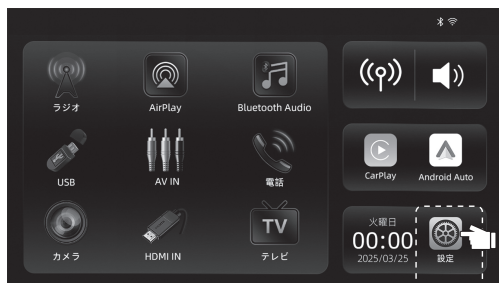 ラジオ
AirPlay
Bluetooth Audio
USB
AV IN
電話
カメラ
HDMI IN
TV
テレビ
CarPlay
Android Auto
火曜日
00:00
2025/03/25
設定